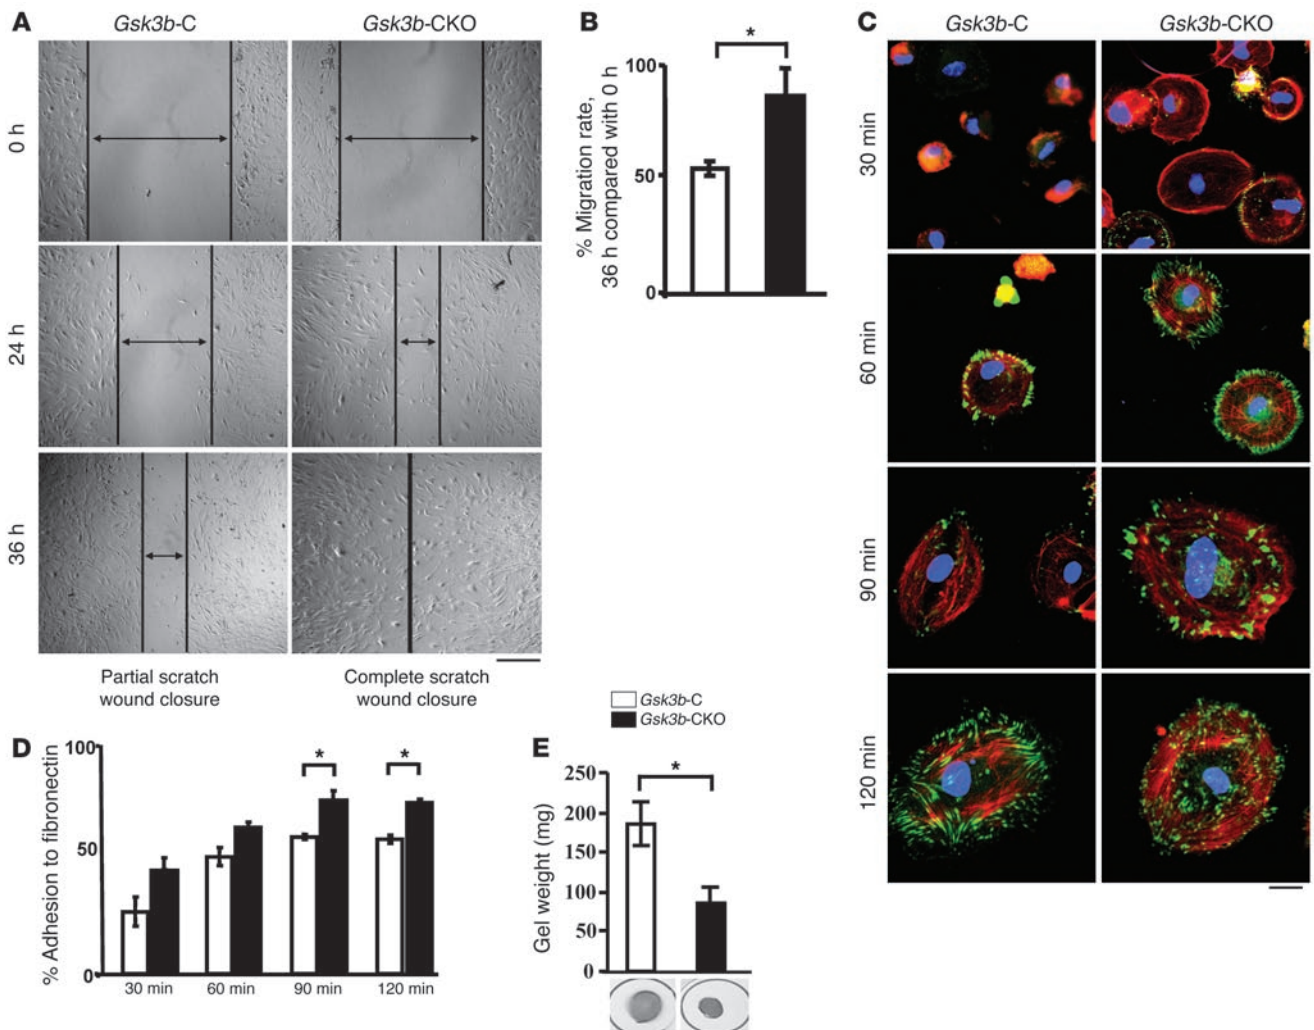 A
Gsk3b-C
Gsk3b-CKO
0 h
24 h
36 h
Partial scratch
wound closure
Complete scratch
wound closure
B
*
% Migration rate,
36 h compared with 0 h
100
50
0
C
Gsk3b-C
Gsk3b-CKO
30 min
60 min
90 min
120 min
D
% Adhesion to fibronectin
100
50
0
*
*
30 min
60 min
90 min
120 min
Gsk3b-C
Gsk3b-CKO
E
*
Gel weight (mg)
250
200
150
100
50
0